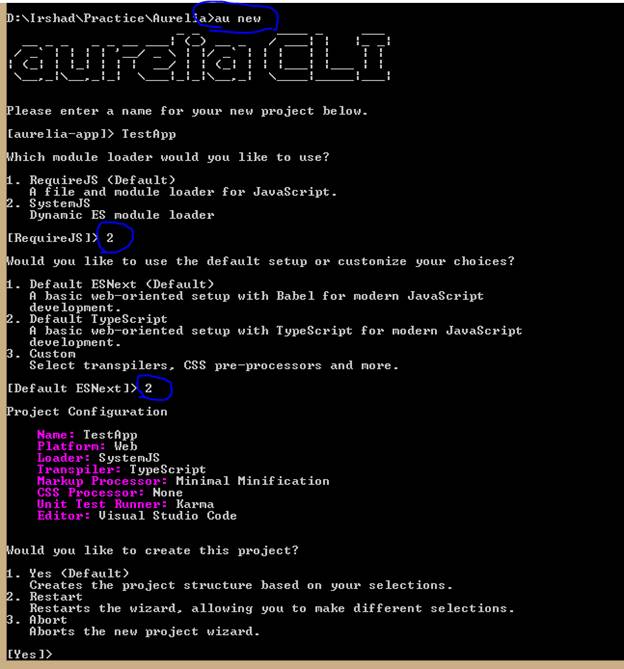 D:\Irshad\Practice\Aurelia>au new
aurelia CLI
Please enter a name for your new project below.
[aurelia-app]> TestApp
Which module loader would you like to use?
1. RequireJS (Default)
A file and module loader for JavaScript.
2. SystemJS
Dynamic ES module loader
[RequireJS]> 2
Would you like to use the default setup or customize your choices?
1. Default ESNext (Default)
A basic web-oriented setup with Babel for modern JavaScript
development.
2. Default TypeScript
A basic web-oriented setup with TypeScript for modern JavaScript
development.
3. Custom
Select transpilers, CSS pre-processors and more.
[Default ESNext]> 2
Project Configuration
Name: TestApp
Platform: Web
Loader: SystemJS
Transpiler: TypeScript
Markup Processor: Minimal Minification
CSS Processor: None
Unit Test Runner: Karma
Editor: Visual Studio Code
Would you like to create this project?
1. Yes (Default)
Creates the project structure based on your selections.
2. Restart
Restarts the wizard, allowing you to make different selections.
3. Abort
Aborts the new project wizard.
[Yes]>